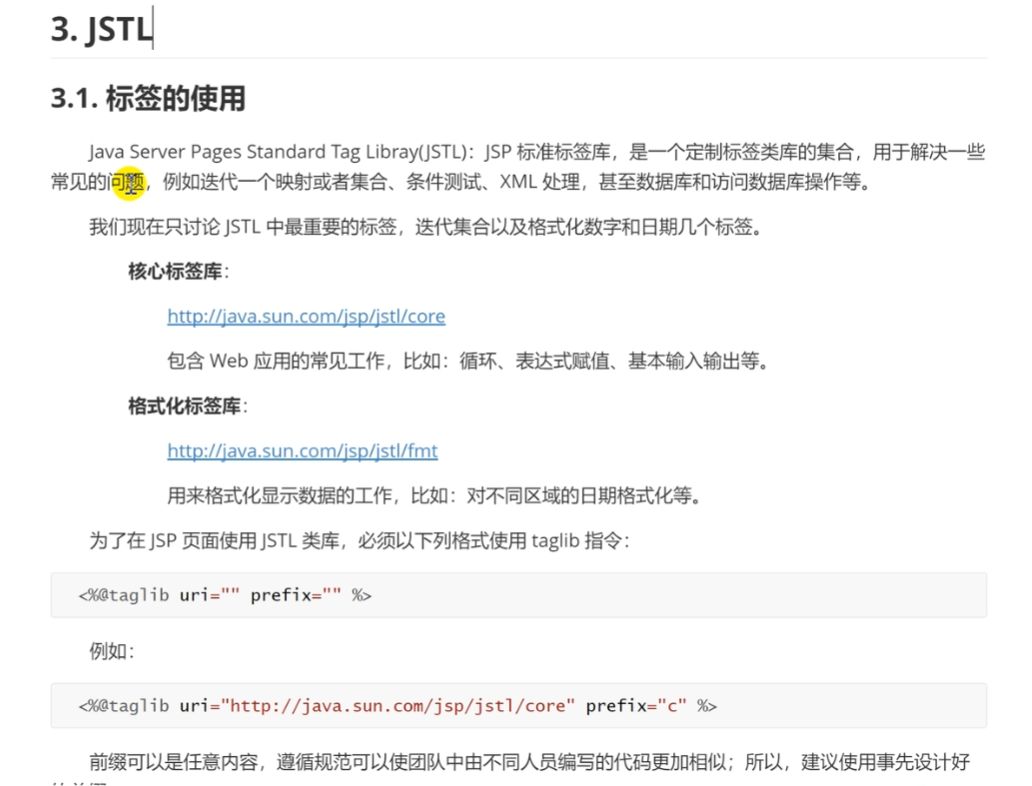 3. JSTL
3.1. 标签的使用
Java Server Pages Standard Tag Libray(JSTL)：JSP 标准标签库，是一个定制标签类库的集合，用于解决一些
常见的问题，例如迭代一个映射或者集合、条件测试、XML 处理，甚至数据库和访问数据库操作等。
我们现在只讨论 JSTL 中最重要的标签，迭代集合以及格式化数字和日期几个标签。
核心标签库：
http://java.sun.com/jsp/jstl/core
包含 Web 应用的常见工作，比如：循环、表达式赋值、基本输入输出等。
格式化标签库：
http://java.sun.com/jsp/jstl/fmt
用来格式化显示数据的工作，比如：对不同区域的日期格式化等。
为了在 JSP 页面使用 JSTL 类库，必须以下列格式使用 taglib 指令：
<%@taglib uri="" prefix="" %>
例如：
<%@taglib uri="http://java.sun.com/jsp/jstl/core" prefix="c" %>
前缀可以是任意内容，遵循规范可以使团队中由不同人员编写的代码更加相似；所以，建议使用事先设计好